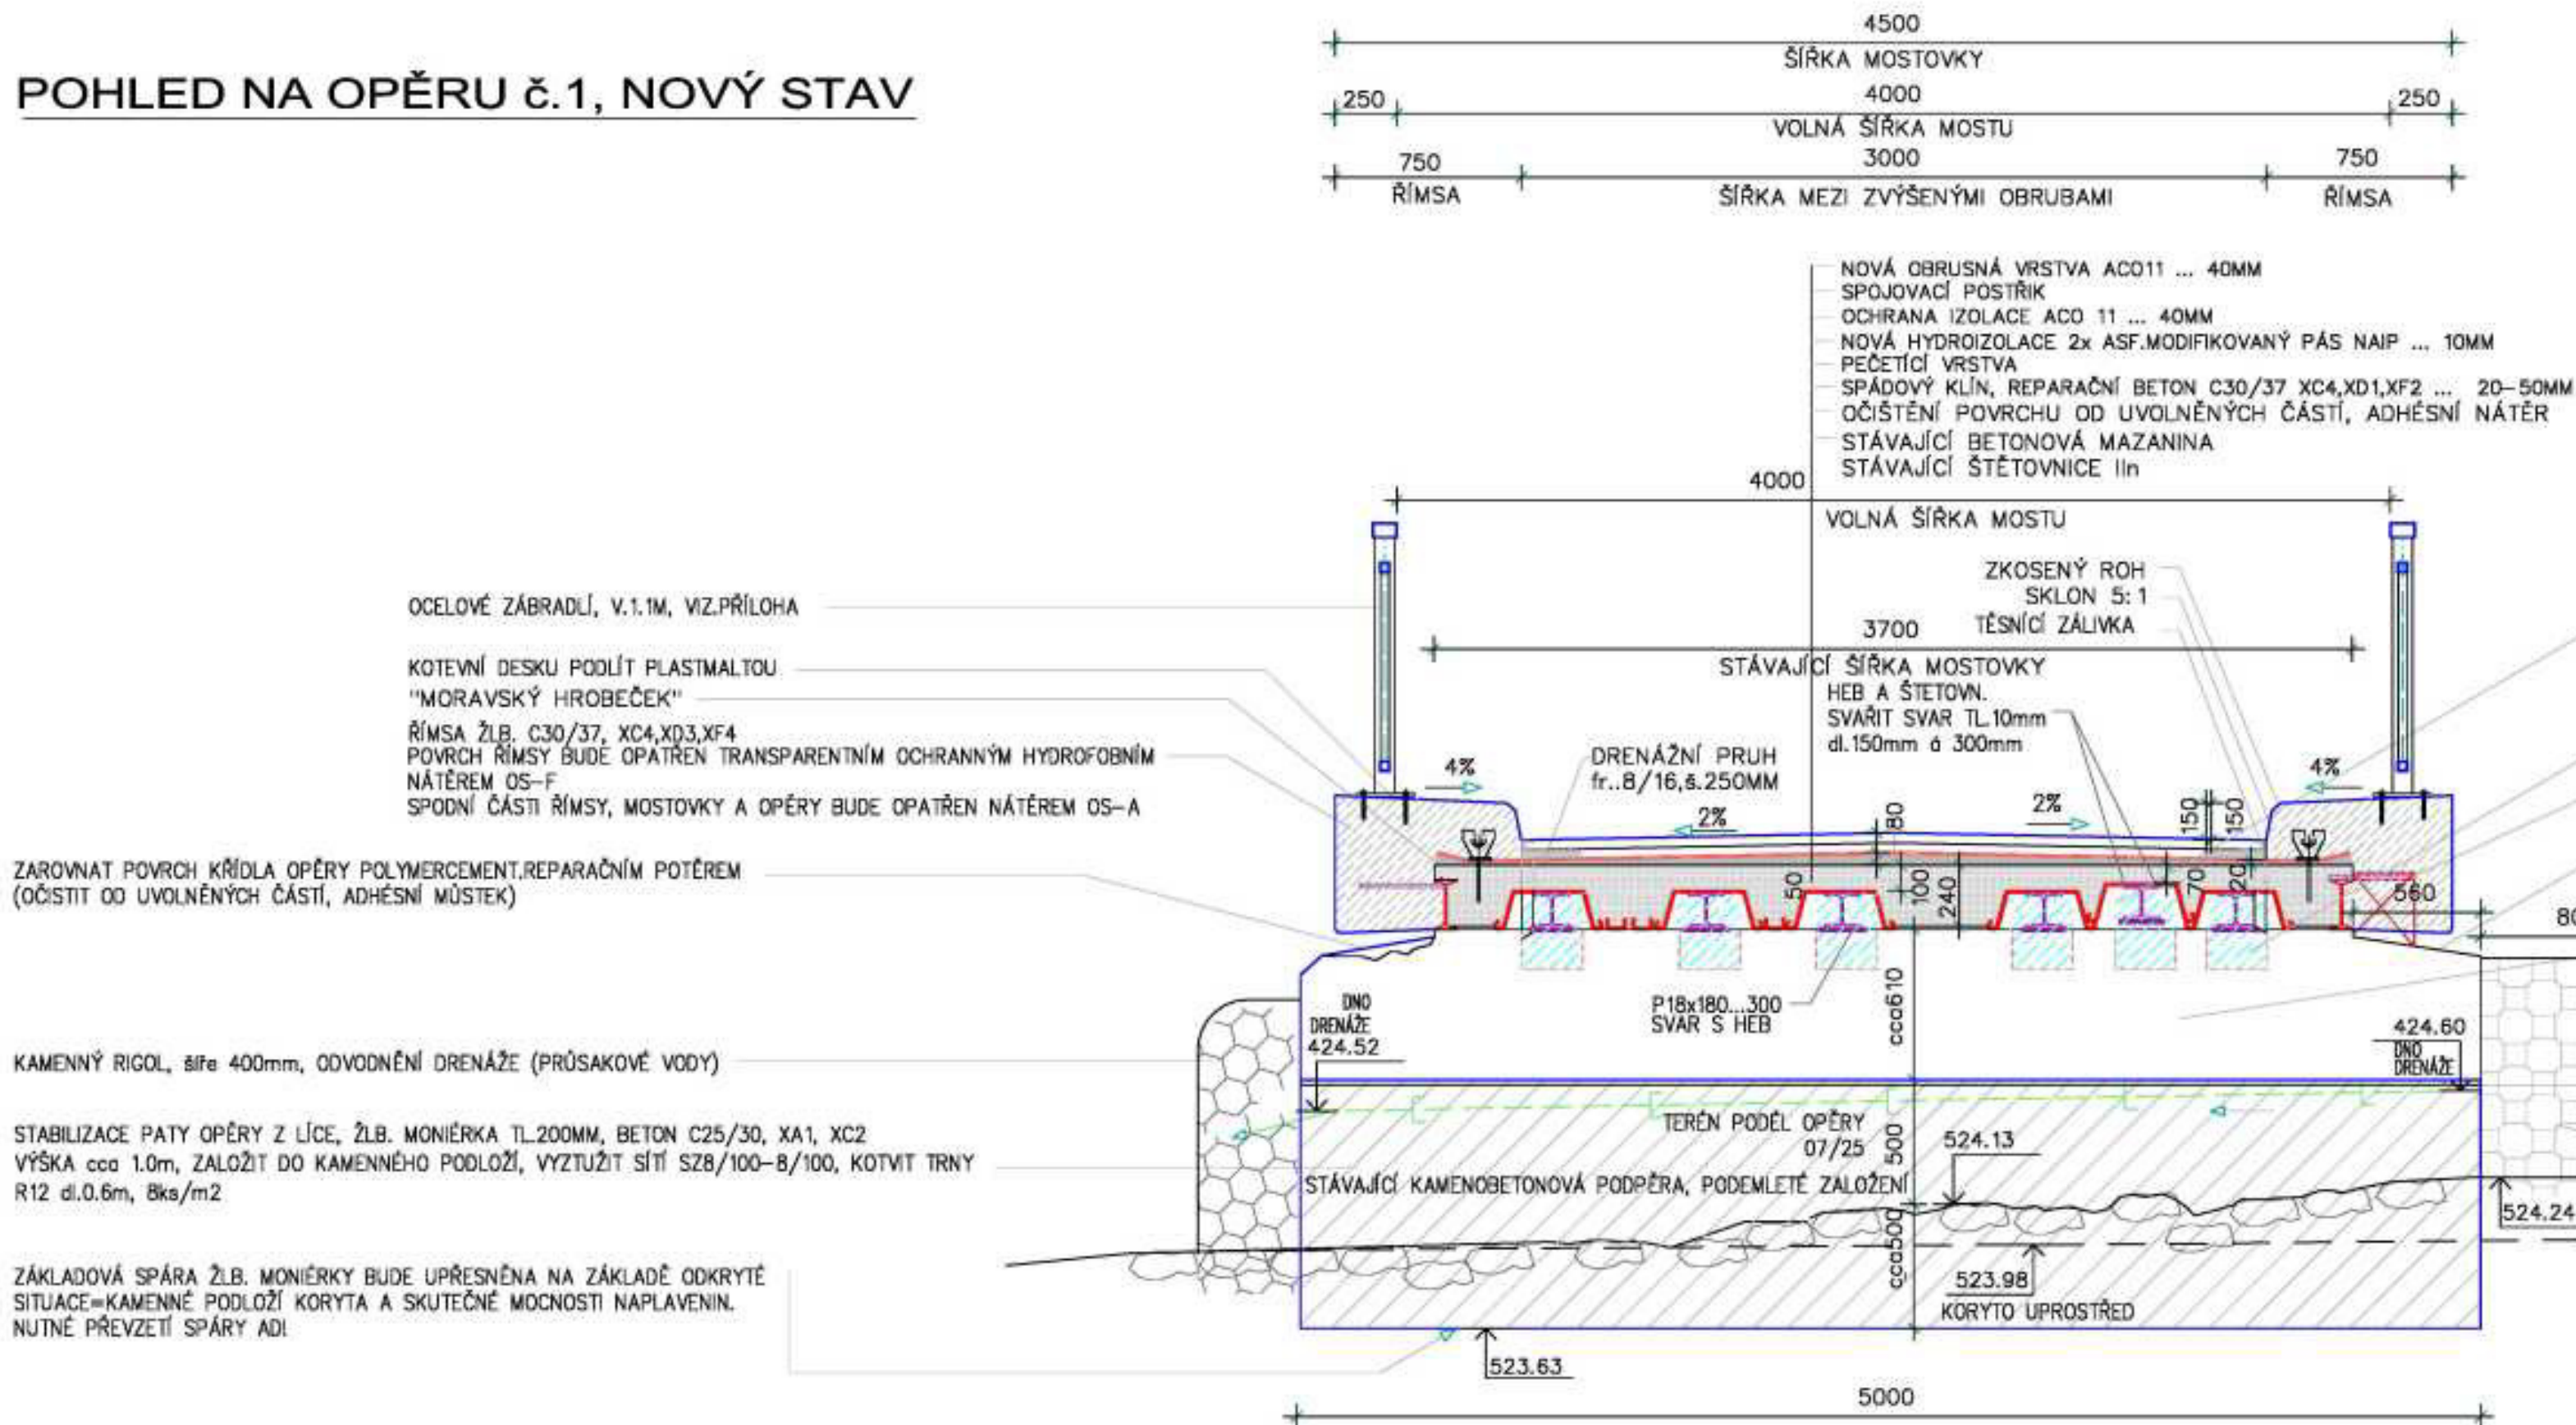 POHLED NA OPĚRU č.1, NOVÝ STAV
4500
ŠÍŘKA MOSTOVKY
250
4000
250
VOLNÁ ŠÍŘKA MOSTU
750
3000
750
ŘÍMSA
ŠÍŘKA MEZI ZVÝŠENÝMI OBRUBAMI
ŘÍMSA
NOVÁ OBRUSNÁ VRSTVA ACO11 ... 40MM
SPOJOVACÍ POSTŘIK
OCHRANA IZOLACE ACO 11 ... 40MM
NOVÁ HYDROIZOLACE 2x ASF.MODIFIKOVANÝ PÁS NAIP ... 10MM
PEČETÍCÍ VRSTVA
SPÁDOVÝ KLÍN, REPARAČNÍ BETON C30/37 XC4,XD1,XF2 ... 20-50MM
OČIŠTĚNÍ POVRCHU OD UVOLNĚNÝCH ČÁSTÍ, ADHÉSNÍ NÁTĚR
STÁVAJÍCÍ BETONOVÁ MAZANINA
STÁVAJÍCÍ ŠTĚTOVNICE IIn
4000
VOLNÁ ŠÍŘKA MOSTU
ZKOSENÝ ROH
SKLON 5:1
TĚSNÍCÍ ZÁLIVKA
3700
STÁVAJÍCÍ ŠÍŘKA MOSTOVKY
HEB A ŠTETOVN.
SVAŘIT SVAR TL.10mm
dl.150mm á 300mm
DRENÁŽNÍ PRUH
fr..8/16,š.250MM
OCELOVÉ ZÁBRADLÍ, V.1.1M, VIZ.PŘÍLOHA
KOTEVNÍ DESKU PODLÍT PLASTMALTOU
"MORAVSKÝ HROBEČEK"
ŘÍMSA ŽLB. C30/37, XC4,XD3,XF4
POVRCH ŘÍMSY BUDE OPATŘEN TRANSPARENTNÍM OCHRANNÝM HYDROFOBNÍM
NÁTĚREM OS-F
SPODNÍ ČÁSTI ŘÍMSY, MOSTOVKY A OPĚRY BUDE OPATŘEN NÁTĚREM OS-A
4%
4%
2%
2%
80
150
150
50
100
240
70
20
560
ZAROVNAT POVRCH KŘÍDLA OPĚRY POLYMERCEMENT.REPARAČNÍM POTĚREM
(OČISTIT OD UVOLNĚNÝCH ČÁSTÍ, ADHÉSNÍ MŮSTEK)
P18x180...300
SVAR S HEB
cca610
DNO
DRENÁŽE
424.52
424.60
DNO
DRENÁŽE
KAMENNÝ RIGOL, šíře 400mm, ODVODNĚNÍ DRENÁŽE (PRŮSAKOVÉ VODY)
STABILIZACE PATY OPĚRY Z LÍCE, ŽLB. MONIÉRKA TL.200MM, BETON C25/30, XA1, XC2
VÝŠKA cca 1.0m, ZALOŽIT DO KAMENNÉHO PODLOŽÍ, VYZTUŽIT SÍTÍ SZ8/100-8/100, KOTVIT TRNY
R12 dl.0.6m, 8ks/m2
TERÉN PODÉL OPĚRY
07/25
500
524.13
STÁVAJÍCÍ KAMENOBETONOVÁ PODPĚRA, PODEMLETÉ ZALOŽENÍ
524.24
cca500
523.98
KORYTO UPROSTŘED
ZÁKLADOVÁ SPÁRA ŽLB. MONIÉRKY BUDE UPŘESNĚNA NA ZÁKLADĚ ODKRYTÉ
SITUACE=KAMENNÉ PODLOŽÍ KORYTA A SKUTEČNÉ MOCNOSTI NAPLAVENIN.
NUTNÉ PŘEVZETÍ SPÁRY ADI
523.63
5000